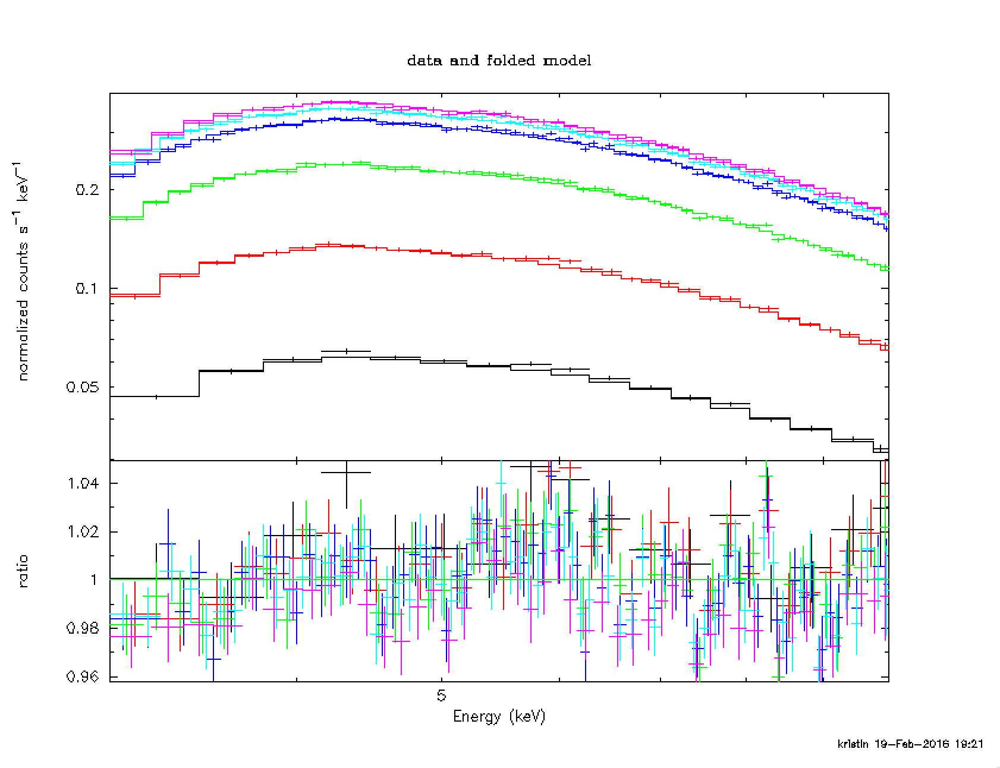 data and folded model
normalized counts s⁻¹ keV⁻¹
0.2
0.1
0.05
ratio
1.04
1.02
1
0.98
0.96
5
Energy (keV)
kristin 19-Feb-2016 19:21